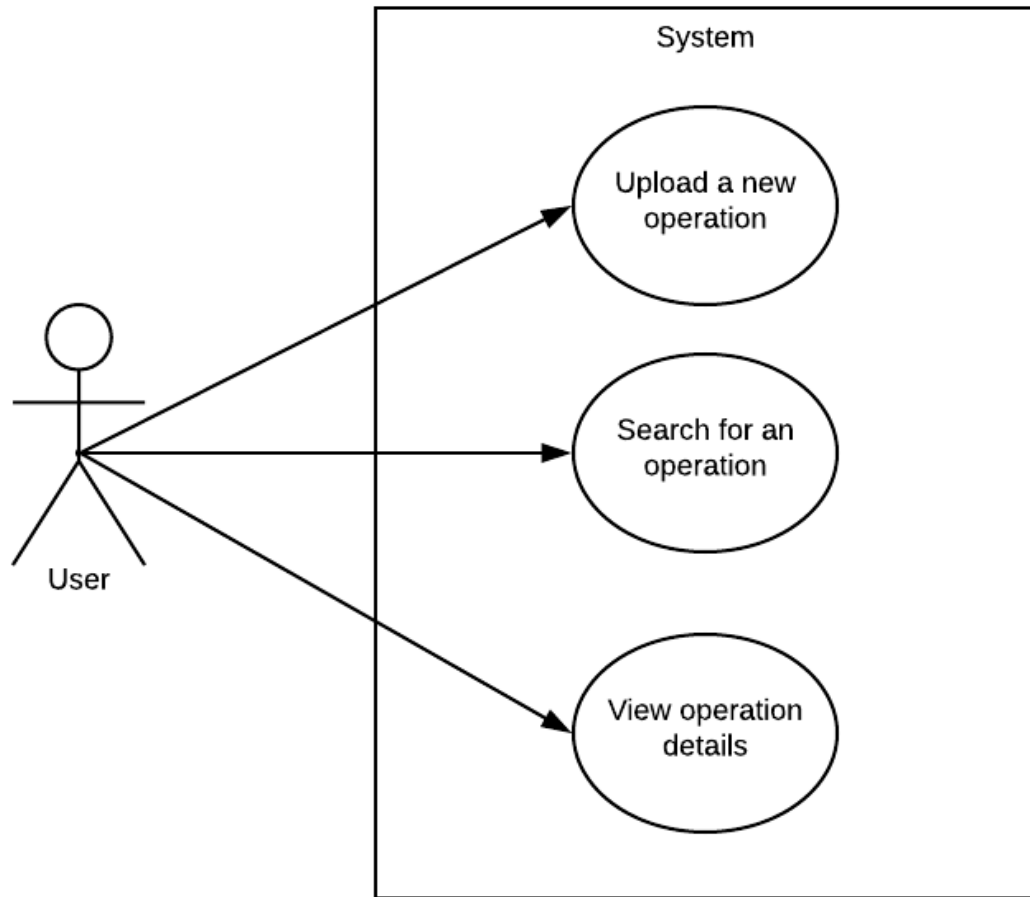 System
Upload a new
operation
Search for an
operation
User
View operation
details